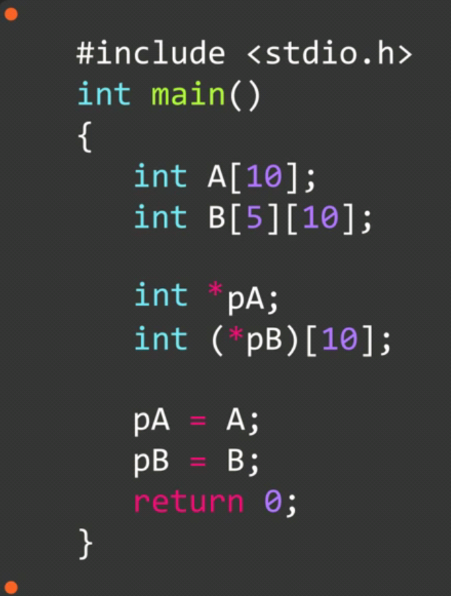 #include <stdio.h>
int main()
{
int A[10];
int B[5][10];
int *pA;
int (*pB)[10];
pA = A;
pB = B;
return 0;
}